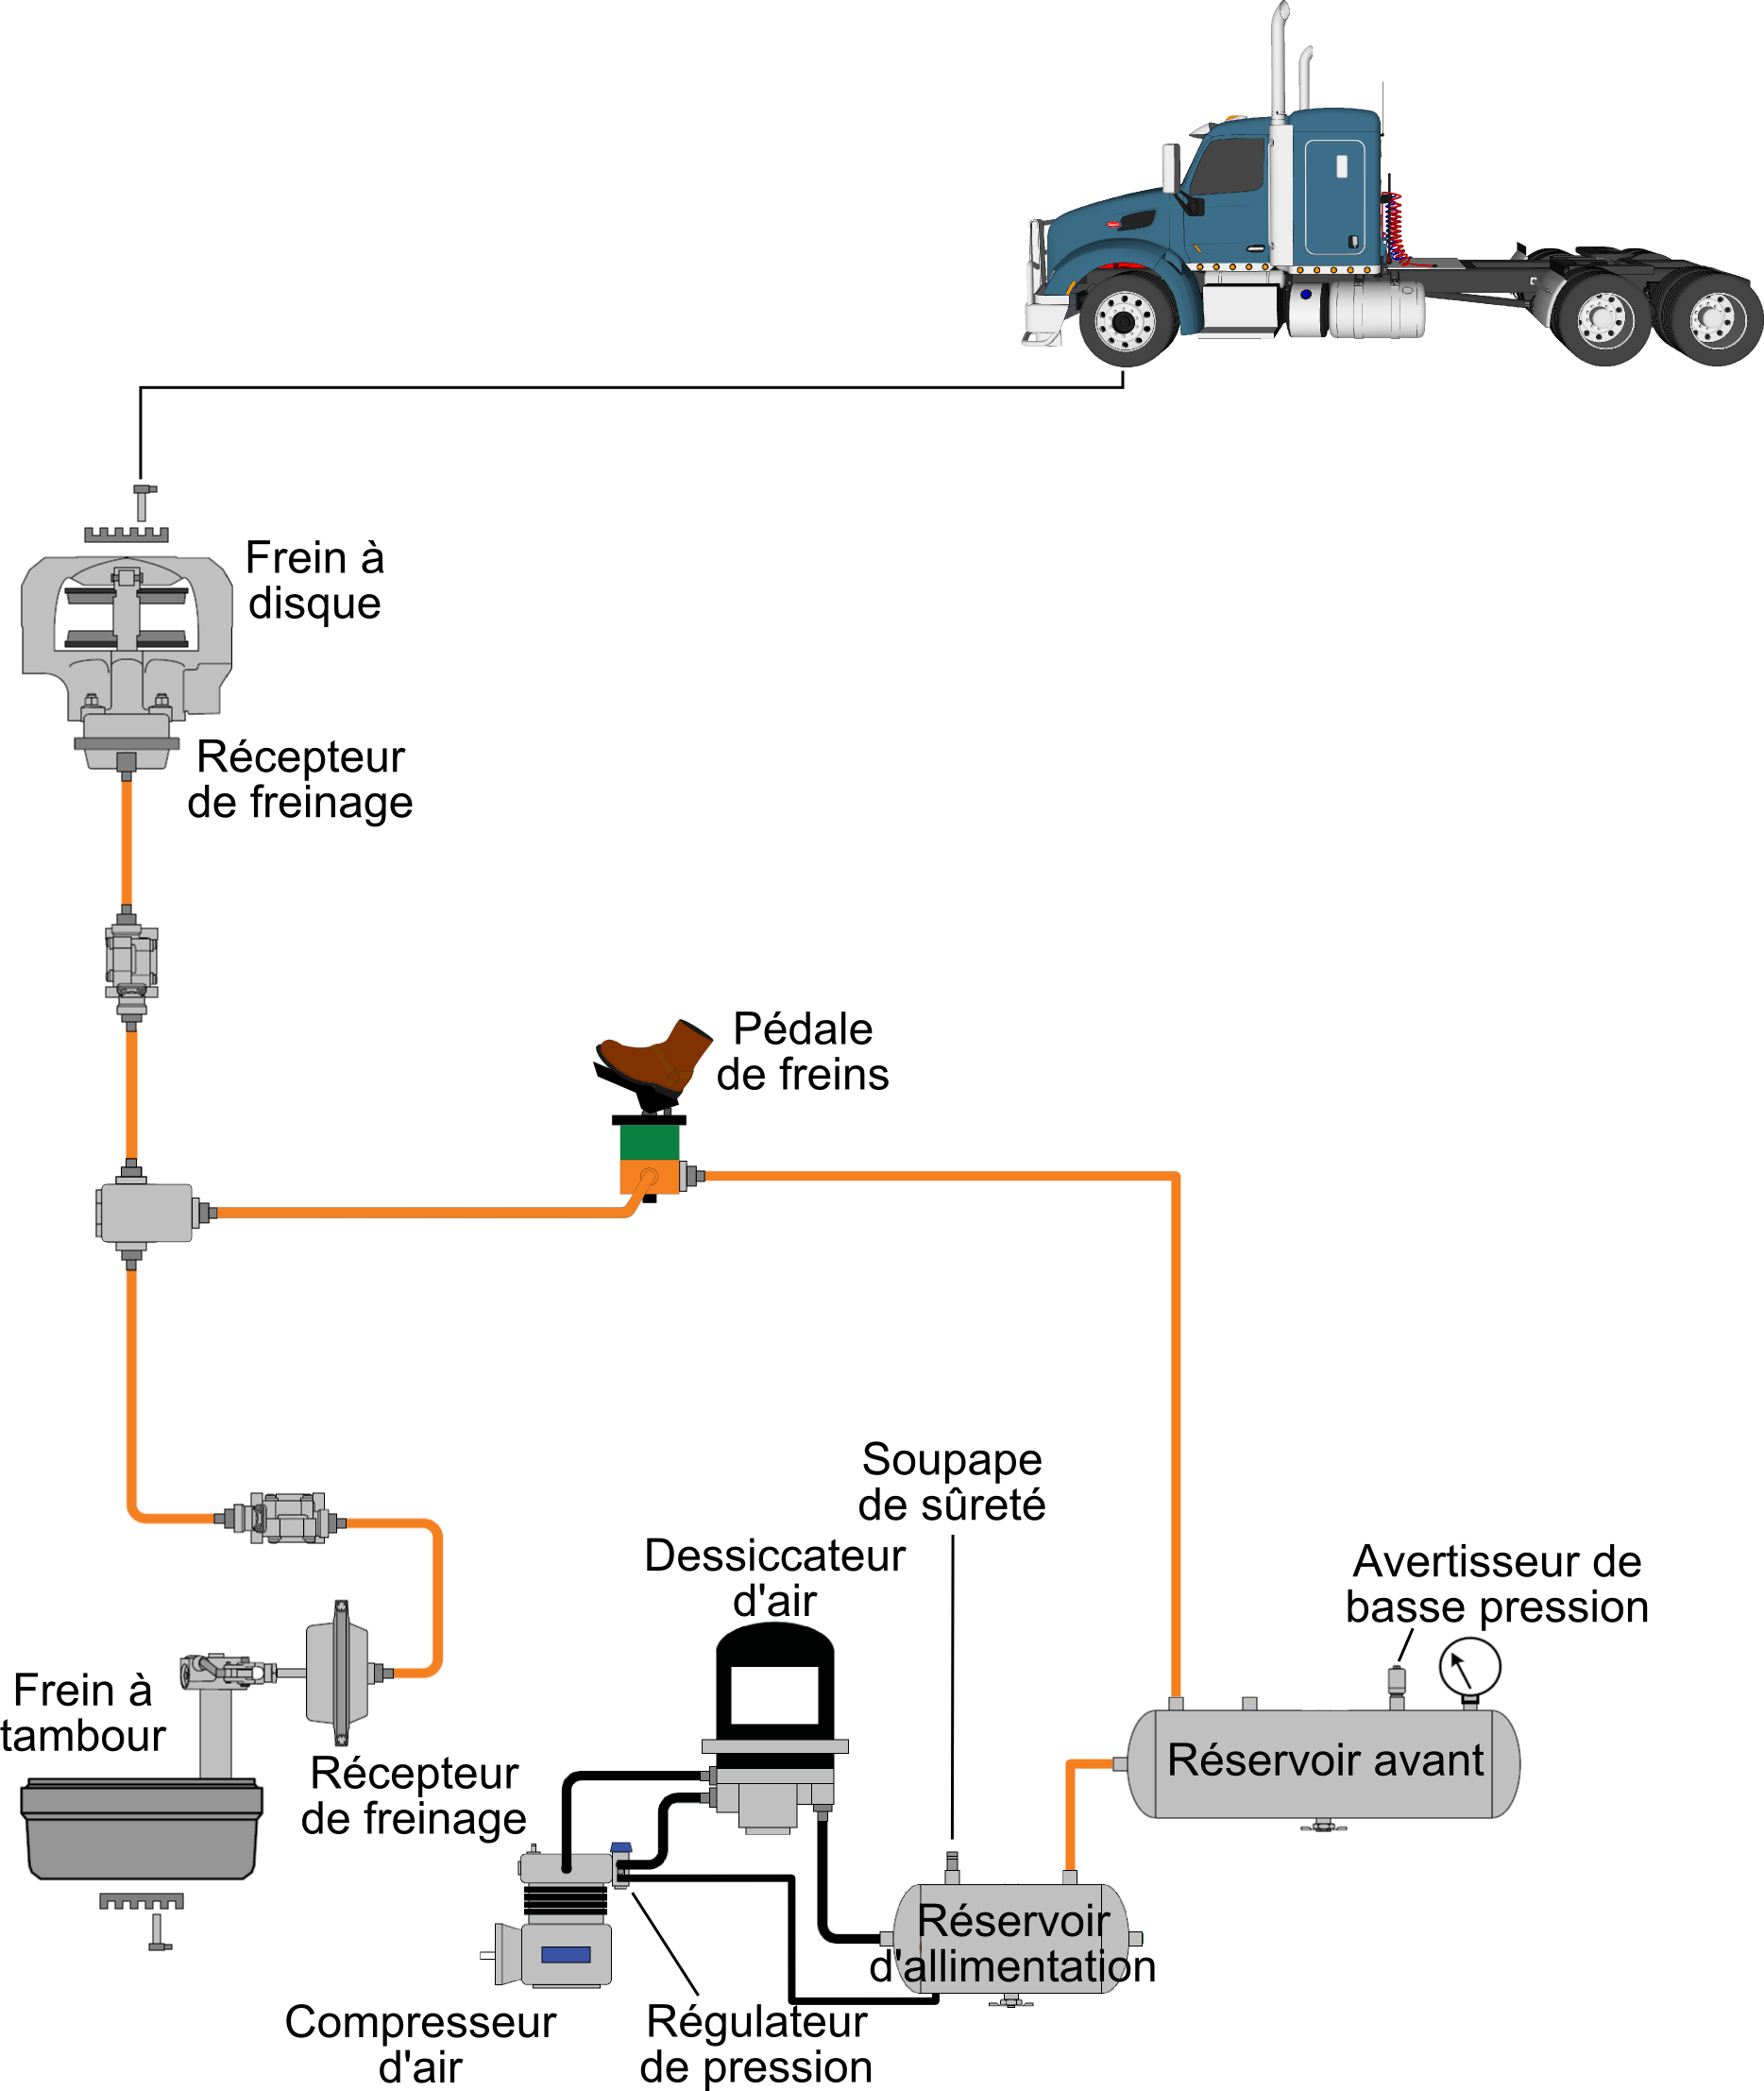 Frein à
disque
Récepteur
de freinage
Pédale
de freins
Soupape
de sûreté
Dessiccateur
d'air
Avertisseur de
basse pression
Frein à
tambour
Récepteur
de freinage
Réservoir avant
Réservoir
d'allimentation
Compresseur
d'air
Régulateur
de pression